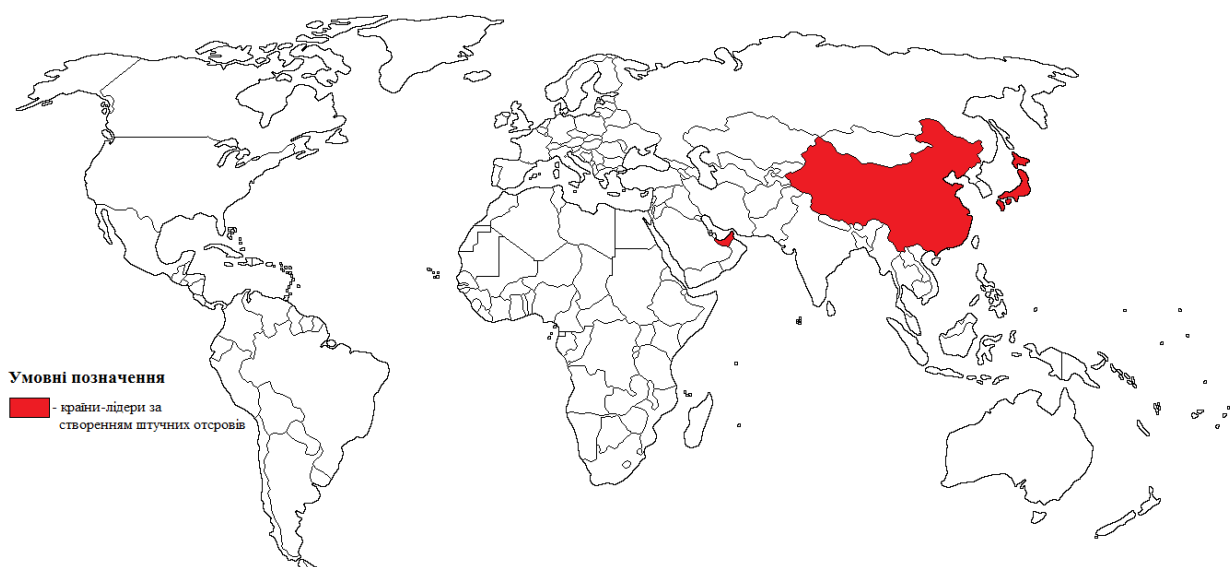 Умовні позначення
- країни-лідери за
створенням штучних отсровів